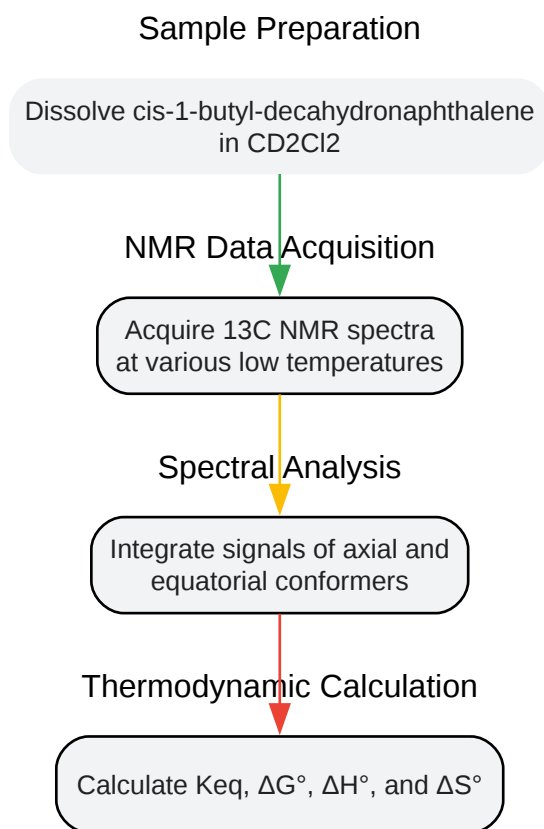 Sample Preparation
Dissolve cis-1-butyl-decahydronaphthalene
in CD2Cl2
NMR Data Acquisition
Acquire 13C NMR spectra
at various low temperatures
Spectral Analysis
Integrate signals of axial and
equatorial conformers
Thermodynamic Calculation
Calculate Keq, ΔG°, ΔH°, and ΔS°